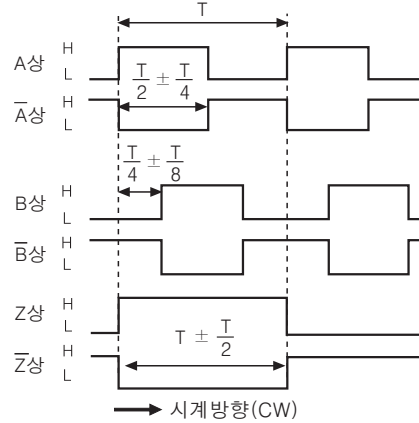 T
A상 H
L
T/2 ± T/4
A̅상 H
L
T/4 ± T/8
B상 H
L
B̅상 H
L
Z상 H
L
T ± T/2
Z̅상 H
L
시계방향(CW)